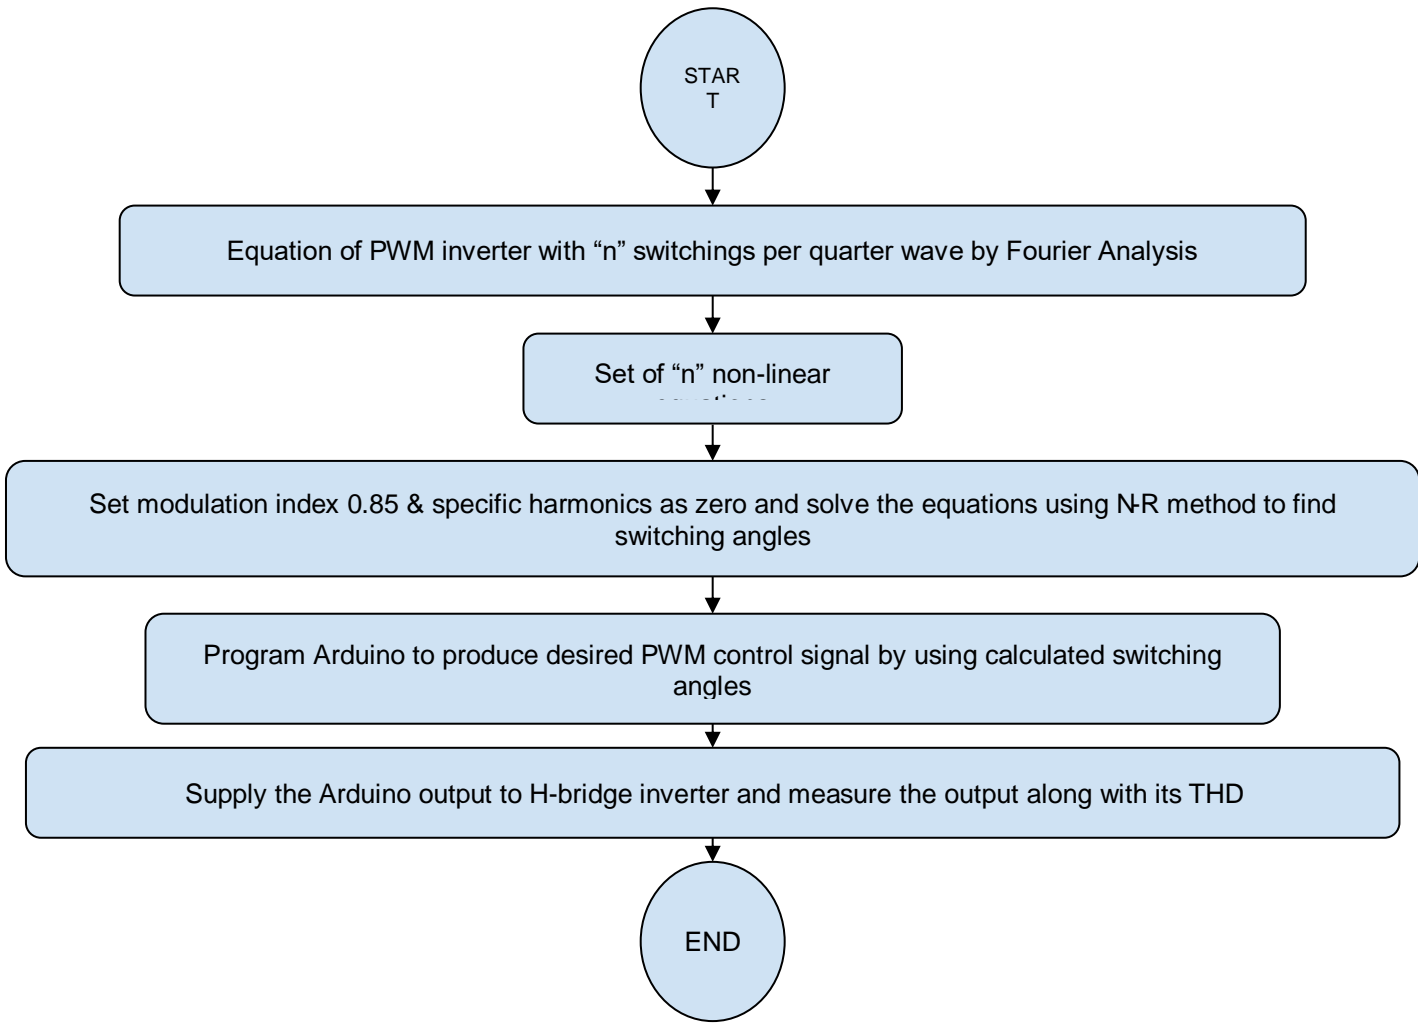 STAR
T
Equation of PWM inverter with “n” switchings per quarter wave by Fourier Analysis
Set of “n” non-linear
Set modulation index 0.85 & specific harmonics as zero and solve the equations using N-R method to find
switching angles
Program Arduino to produce desired PWM control signal by using calculated switching
angles
Supply the Arduino output to H-bridge inverter and measure the output along with its THD
END